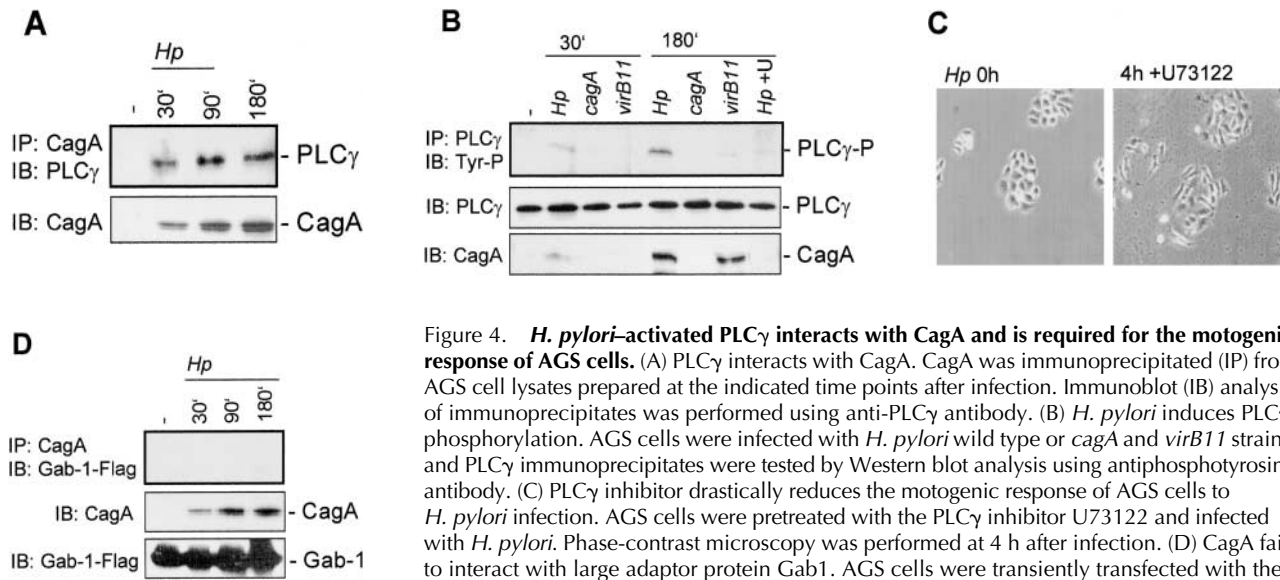 A
Hp
- 30' 90' 180'
IP: CagA
IB: PLCγ
- PLCγ
IB: CagA
- CagA
B
30' 180'
- Hp cagA virB11 Hp cagA virB11 Hp +U
IP: PLCγ
IB: Tyr-P
- PLCγ-P
IB: PLCγ
- PLCγ
IB: CagA
- CagA
C
Hp 0h
4h +U73122
D
Hp
- 30' 90' 180'
IP: CagA
IB: Gab-1-Flag
IB: CagA
- CagA
IB: Gab-1-Flag
- Gab-1
Figure 4. H. pylori–activated PLCγ interacts with CagA and is required for the motogeni
response of AGS cells. (A) PLCγ interacts with CagA. CagA was immunoprecipitated (IP) fro
AGS cell lysates prepared at the indicated time points after infection. Immunoblot (IB) analys
of immunoprecipitates was performed using anti-PLCγ antibody. (B) H. pylori induces PLC
phosphorylation. AGS cells were infected with H. pylori wild type or cagA and virB11 strain
and PLCγ immunoprecipitates were tested by Western blot analysis using antiphosphotyrosin
antibody. (C) PLCγ inhibitor drastically reduces the motogenic response of AGS cells to
H. pylori infection. AGS cells were pretreated with the PLCγ inhibitor U73122 and infected
with H. pylori. Phase-contrast microscopy was performed at 4 h after infection. (D) CagA fai
to interact with large adaptor protein Gab1. AGS cells were transiently transfected with the